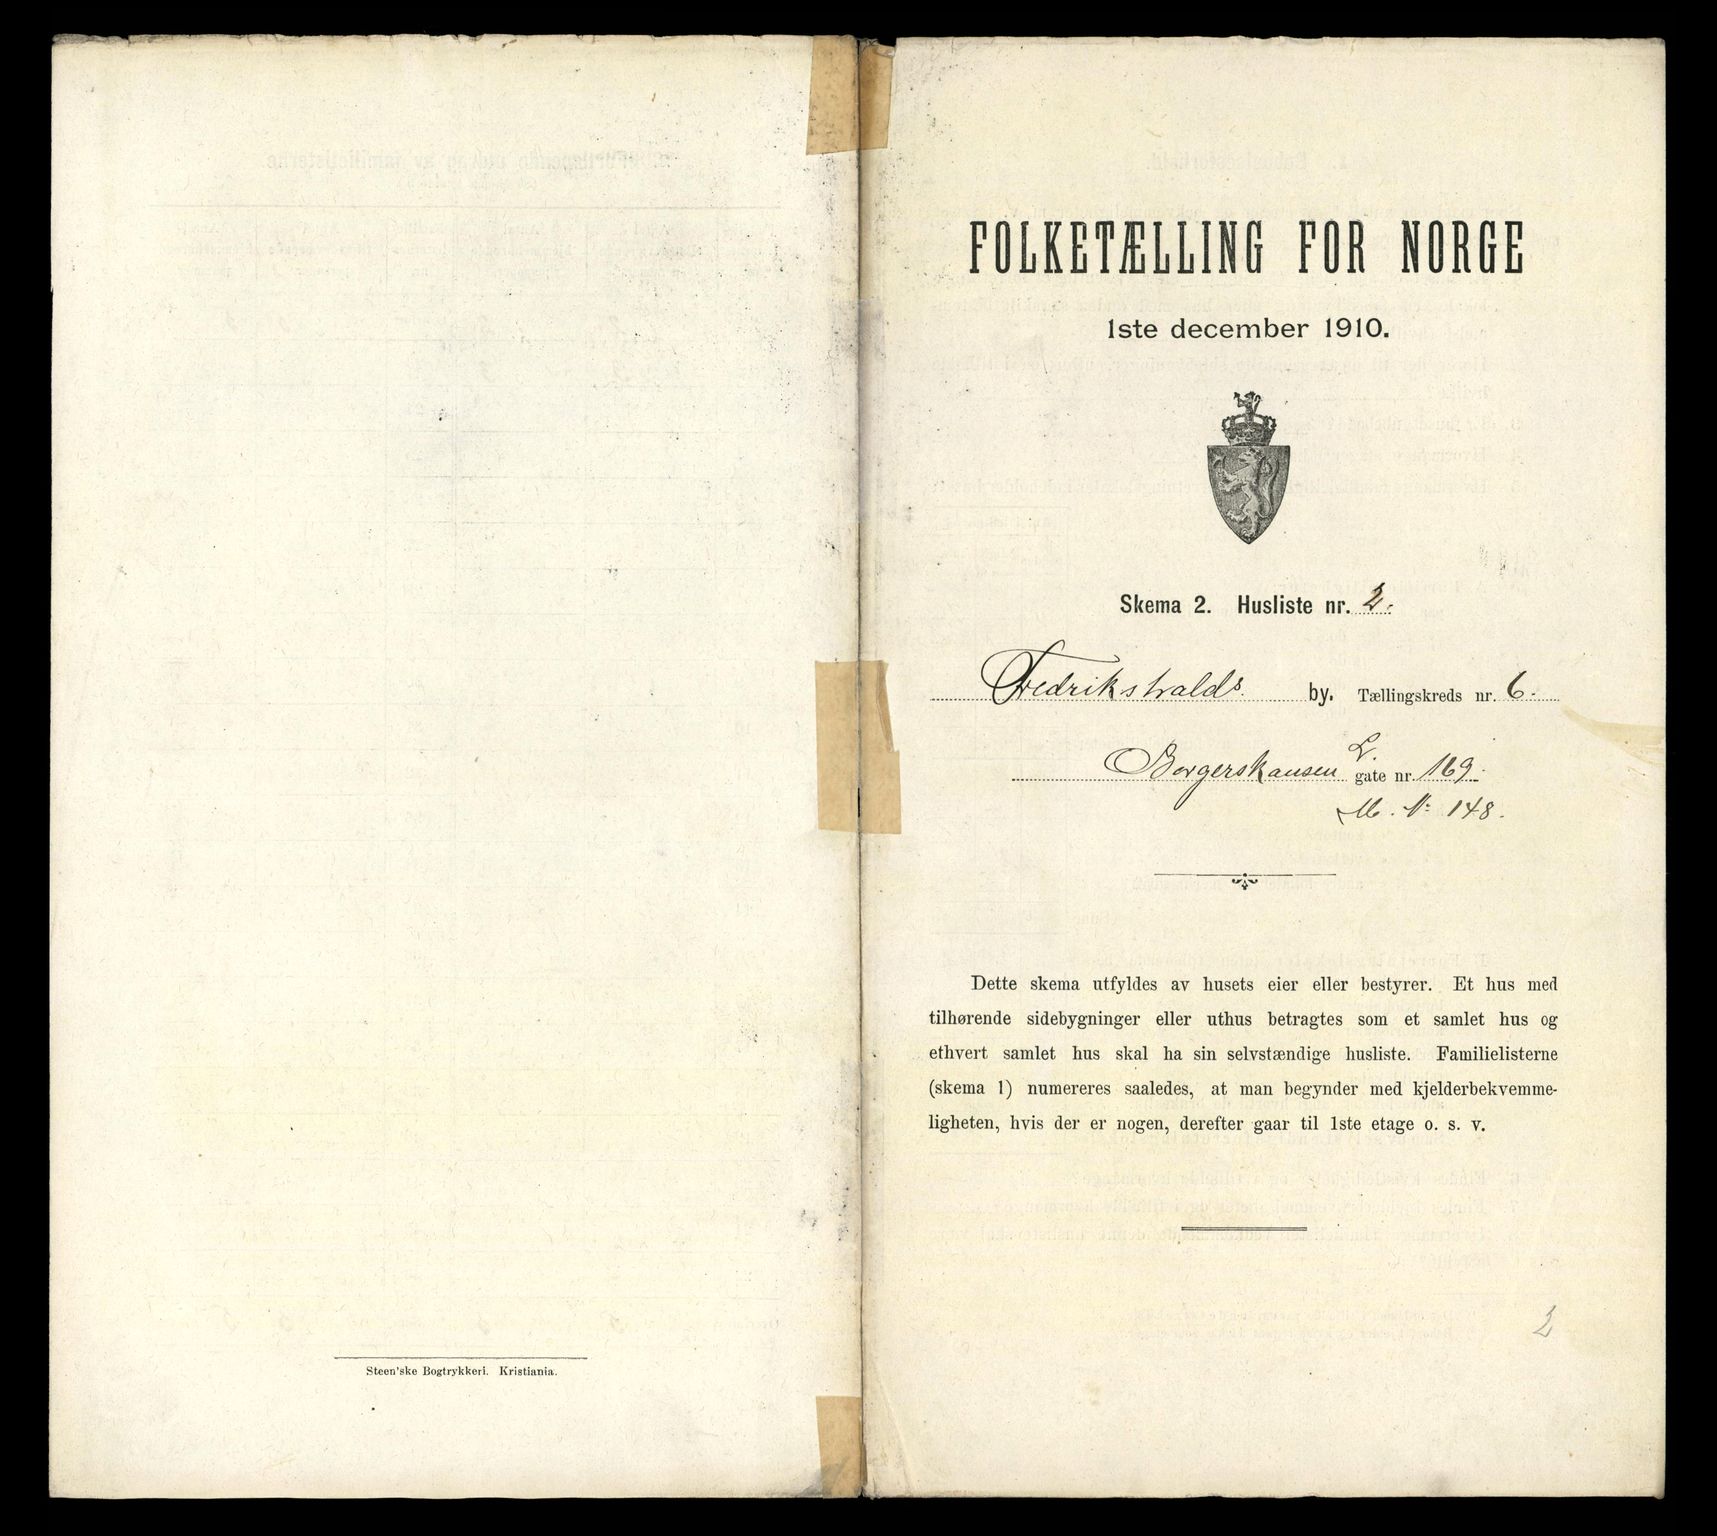 Steen'ske Bogtrykkeri. Kristiania.
FOLKETÆLLING FOR NORGE
1ste december 1910.
Skema 2. Husliste nr. 2.
Fredrikshalds by. Tællingskreds nr. 6.
Borgerskansen L. gate nr. 169.
M. Nr 148.
Dette skema utfyldes av husets eier eller bestyrer. Et hus med
tilhørende sidebygninger eller uthus betragtes som et samlet hus og
ethvert samlet hus skal ha sin selvstændige husliste. Familielisterne
(skema 1) numereres saaledes, at man begynder med kjelderbekvemme-
ligheten, hvis der er nogen, derefter gaar til 1ste etage o. s. v.
2